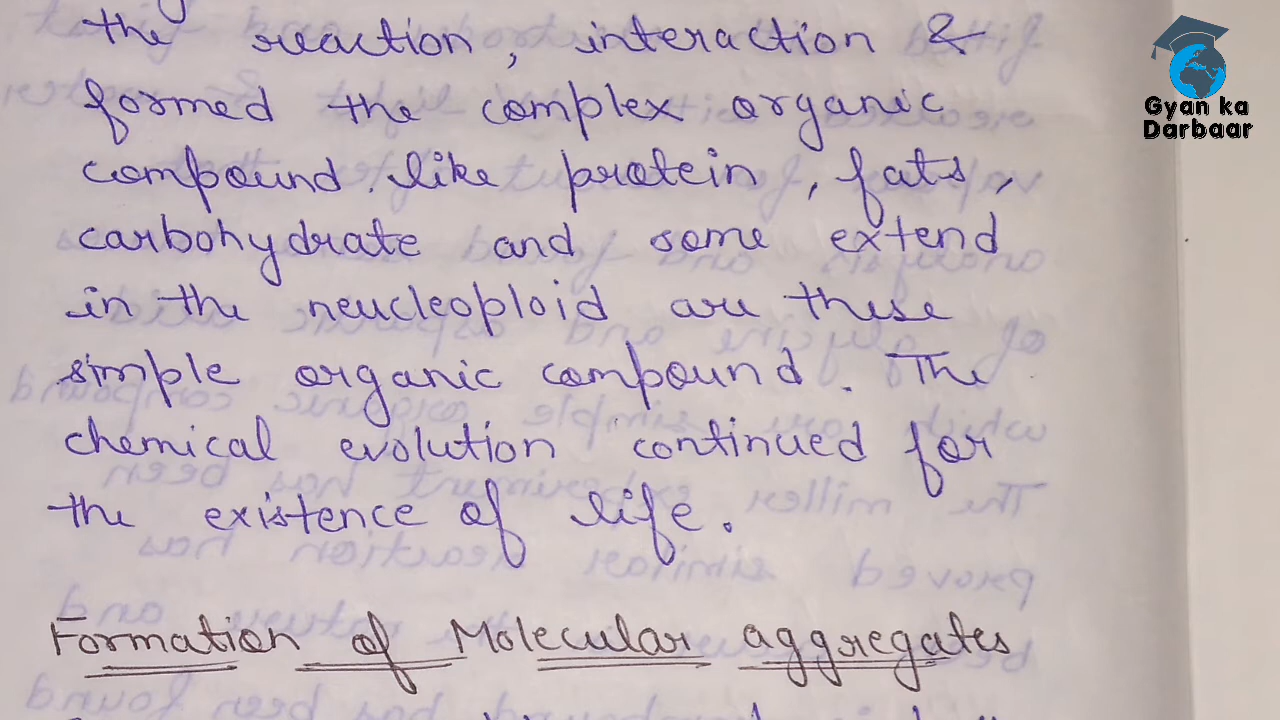 the reaction, interaction &
formed the complex organic
compound. like protein, fats,
carbohydrate and some extend
in the neucleoploid are these
simple organic compound. The
chemical evolution continued for
the existence of life.
Formation of Molecular aggregates
Gyan ka
Darbaar